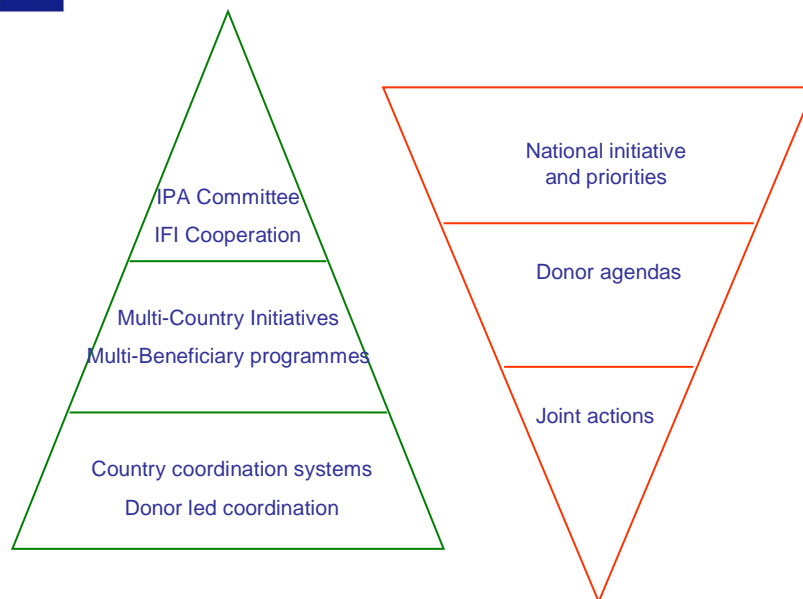 IPA Committee
IFI Cooperation
Multi-Country Initiatives
Multi-Beneficiary programmes
Country coordination systems
Donor led coordination
National initiative
and priorities
Donor agendas
Joint actions